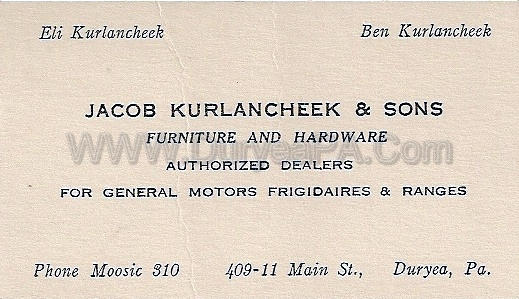 Eli Kurlancheek Ben Kurlancheek
JACOB KURLANCHEEK & SONS
FURNITURE AND HARDWARE
WWW.DuryeaPA.Com
AUTHORIZED DEALERS
FOR GENERAL MOTORS FRIGIDAIRES & RANGES
Phone Moosic 310 409-11 Main St., Duryea, Pa.